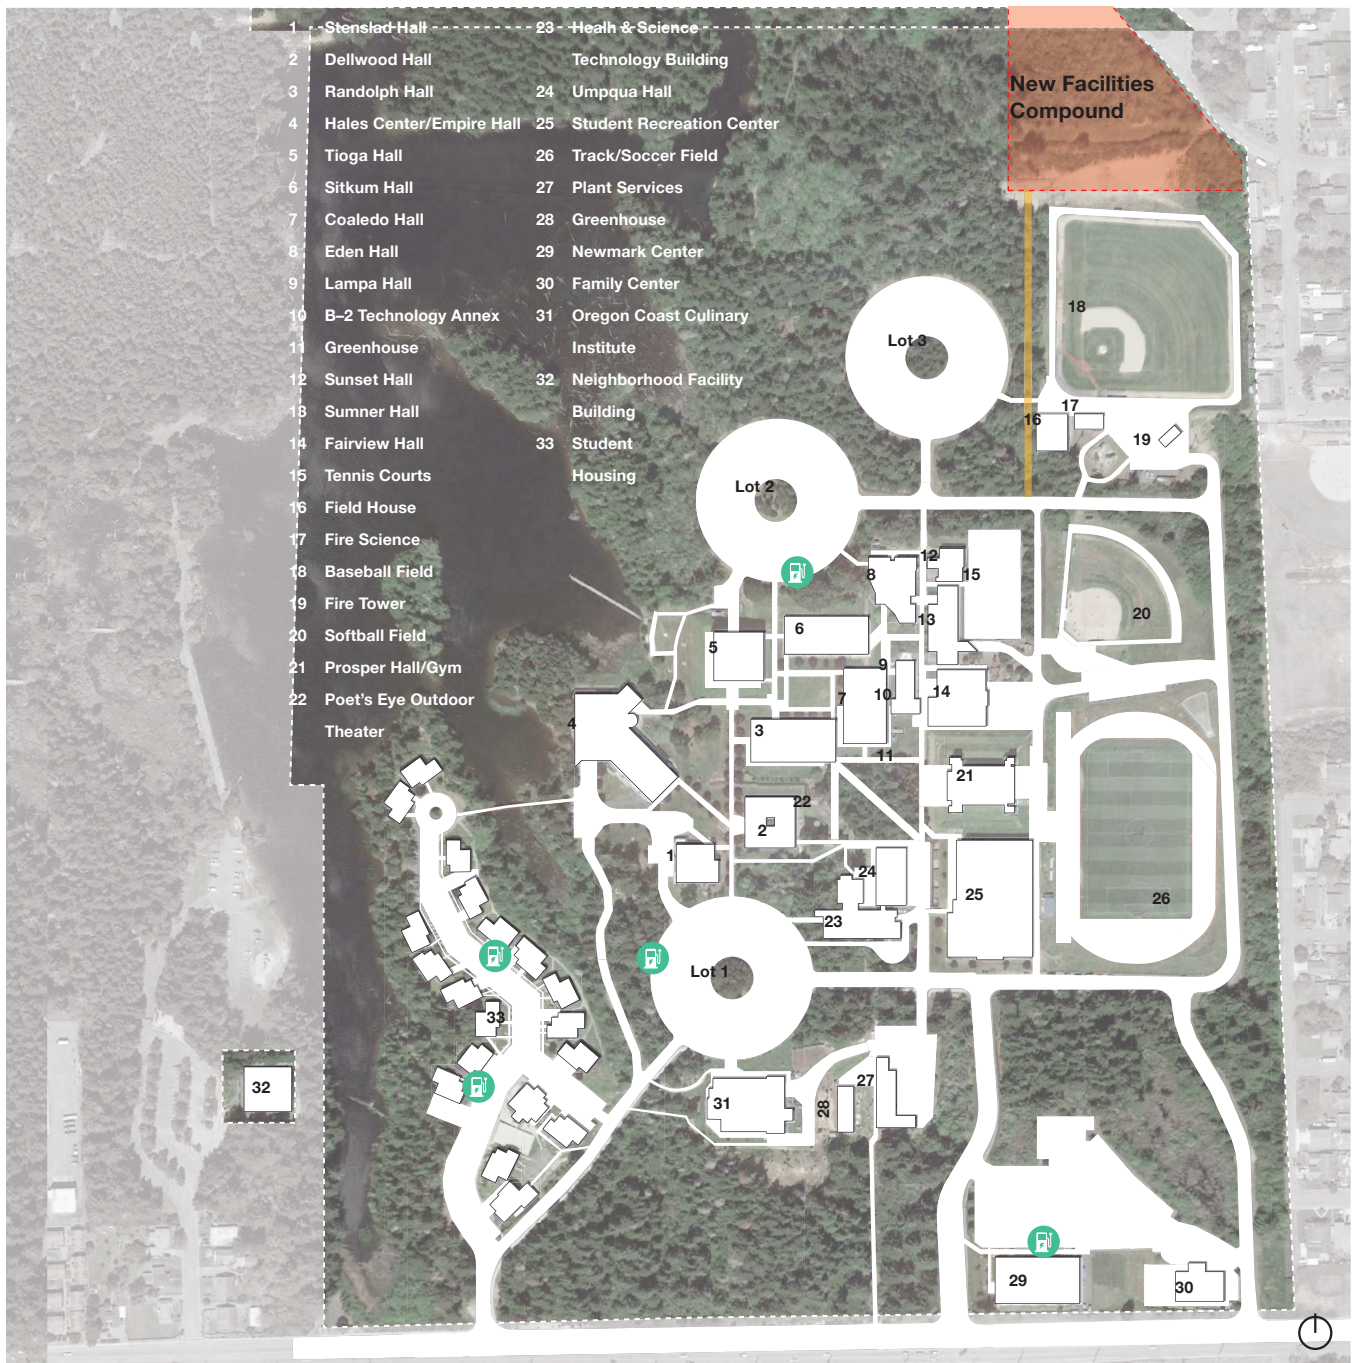 1 Stenslad Hall
2 Dellwood Hall
3 Randolph Hall
4 Hales Center/Empire Hall
5 Tioga Hall
6 Sitkum Hall
7 Coaledo Hall
8 Eden Hall
9 Lampa Hall
10 B–2 Technology Annex
11 Greenhouse
12 Sunset Hall
13 Sumner Hall
14 Fairview Hall
15 Tennis Courts
16 Field House
17 Fire Science
18 Baseball Field
19 Fire Tower
20 Softball Field
21 Prosper Hall/Gym
22 Poet's Eye Outdoor
Theater
23 Healh & Science
Technology Building
24 Umpqua Hall
25 Student Recreation Center
26 Track/Soccer Field
27 Plant Services
28 Greenhouse
29 Newmark Center
30 Family Center
31 Oregon Coast Culinary
Institute
32 Neighborhood Facility
Building
33 Student
Housing
New Facilities
Compound
18
Lot 3
17
16
19
Lot 2
12
8
15
20
13
6
5
9
10
14
7
4
3
11
21
22
2
1
24
25
26
23
Lot 1
33
27
32
31
28
29
30